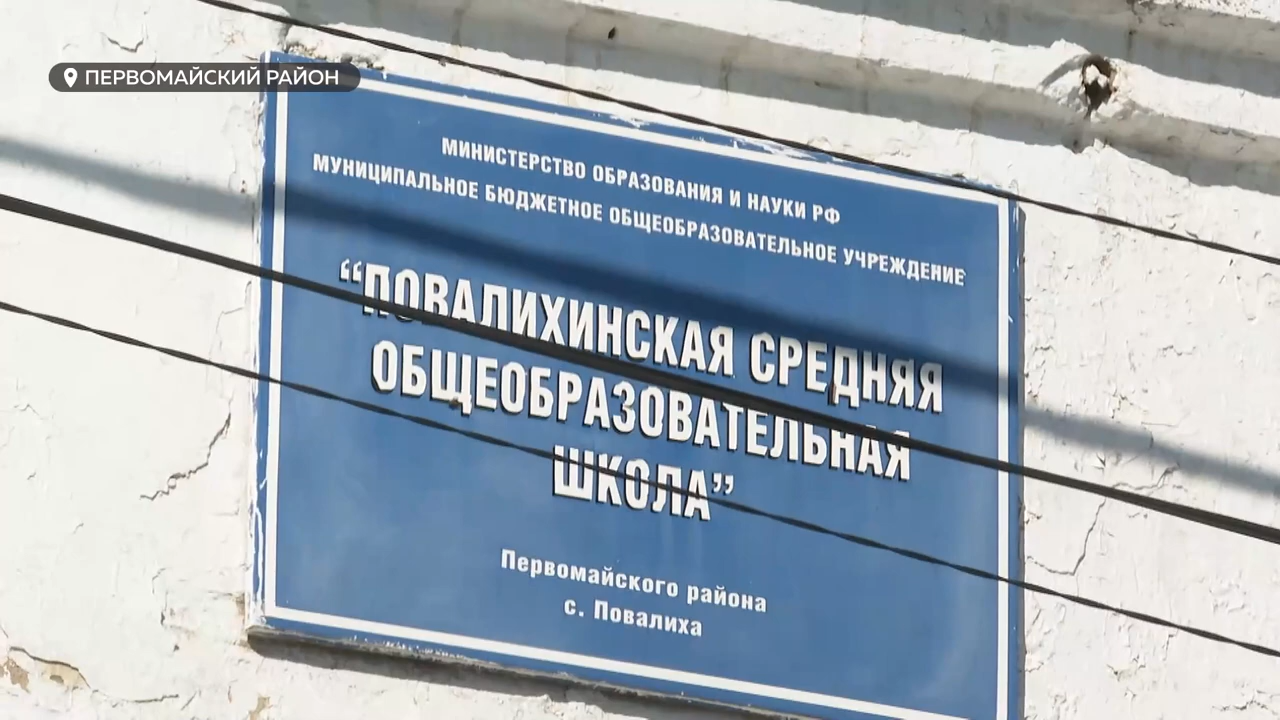 ПЕРВОМАЙСКИЙ РАЙОН
МИНИСТЕРСТВО ОБРАЗОВАНИЯ И НАУКИ РФ
МУНИЦИПАЛЬНОЕ БЮДЖЕТНОЕ ОБЩЕОБРАЗОВАТЕЛЬНОЕ УЧРЕЖДЕНИЕ
“ПОВАЛИХИНСКАЯ СРЕДНЯЯ
ОБЩЕОБРАЗОВАТЕЛЬНАЯ
ШКОЛА”
Первомайского района
с. Повалиха